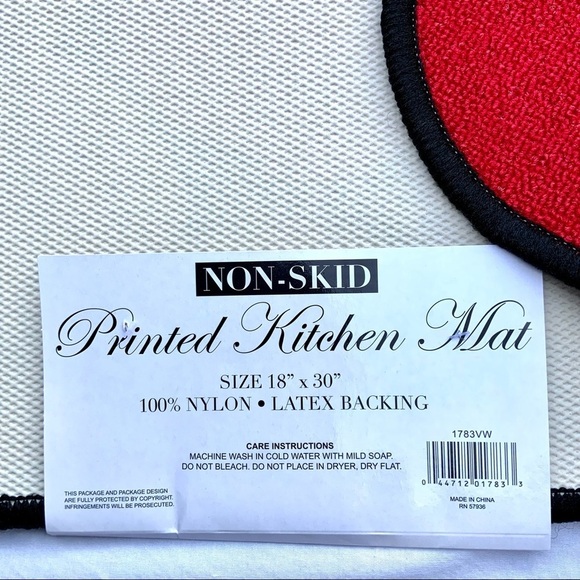 NON-SKID
Printed Kitchen Mat
SIZE 18" x 30"
100% NYLON • LATEX BACKING
CARE INSTRUCTIONS
MACHINE WASH IN COLD WATER WITH MILD SOAP.
DO NOT BLEACH. DO NOT PLACE IN DRYER, DRY FLAT.
THIS PACKAGE AND PACKAGE DESIGN
ARE FULLY PROTECTED BY COPYRIGHT.
INFRINGEMENTS WILL BE PROSECUTED.
1783VW
0 44712 01783 3
MADE IN CHINA
RN 57936